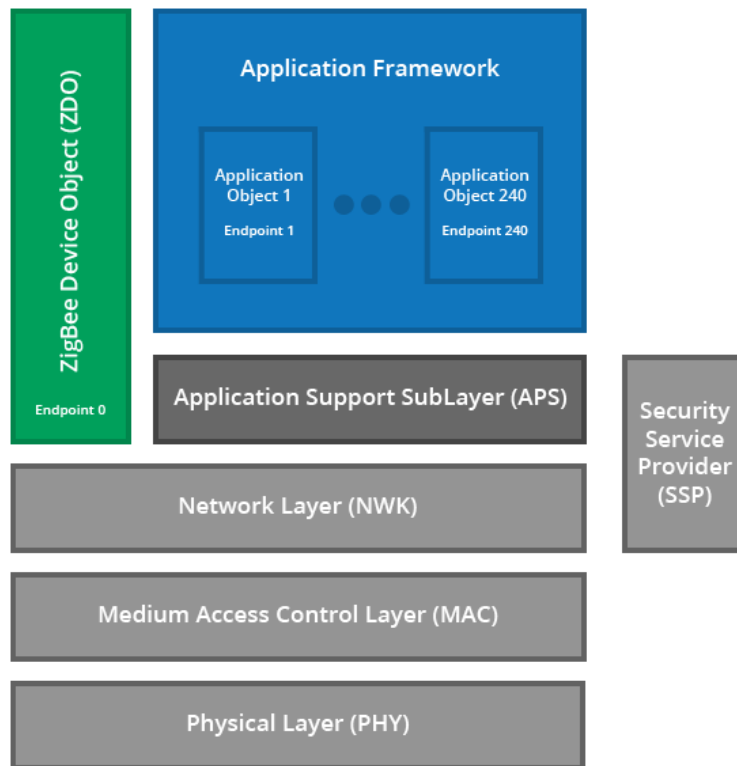 ZigBee Device Object (ZDO)
Endpoint 0
Application Framework
Application
Object 1
Endpoint 1
Application
Object 240
Endpoint 240
Application Support SubLayer (APS)
Security
Service
Provider
(SSP)
Network Layer (NWK)
Medium Access Control Layer (MAC)
Physical Layer (PHY)